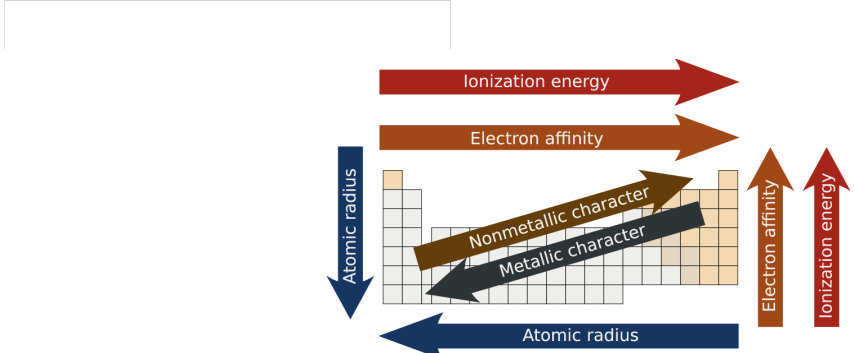 Ionization energy
Electron affinity
Atomic radius
Nonmetallic character
Metallic character
Electron affinity
Ionization energy
Atomic radius